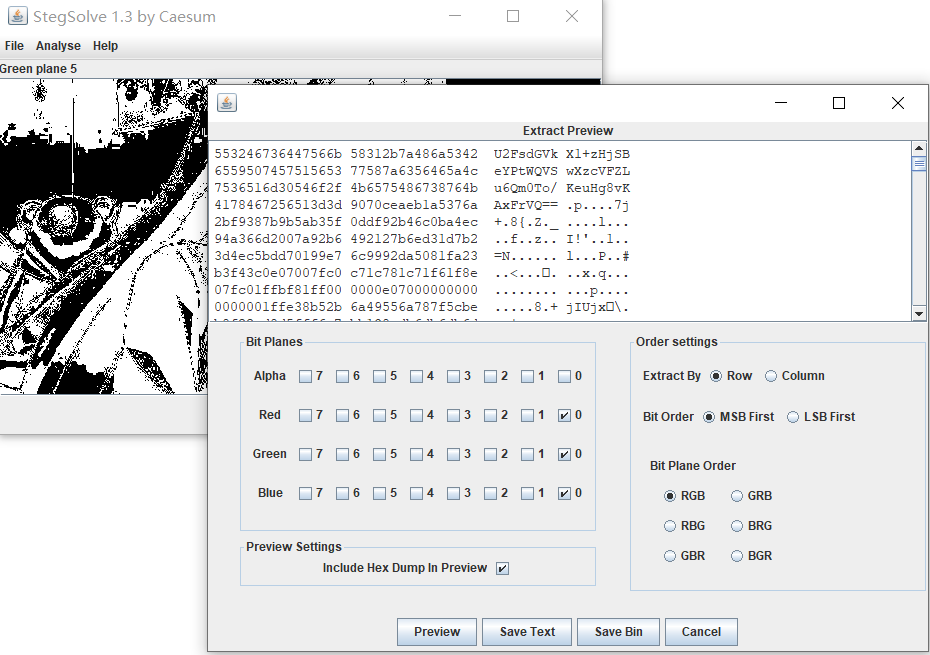 StegSolve 1.3 by Caesum
File Analyse Help
Green plane 5
Extract Preview
553246736447566b 58312b7a486a5342 U2FsdGVk X1+zHjSB
6559507457515653 77587a6356465a4c eYPtWQVS wXzcVFZL
7536516d30546f2f 4b6575486738764b u6Qm0To/ KeuHg8vK
4178467256513d3d 9070ceaeb1a5376a AxFrVQ== .p....7j
2bf9387b9b5ab35f 0ddf92b46c0ba4ec +.8{.Z._ ....l...
94a366d2007a92b6 492127b6ed31d7b2 ..f..z.. I!'..1..
3d4ec5bdd70199e7 6c9992da5081fa23 =N...... l...P..#
b3f43c0e07007fc0 c71c781c71f61f8e ..<...□. ..x.q...
07fc01ffbf81ff00 0000e07000000000 ........ ...p....
0000001ffe38b52b 6a49556a787f5cbe .....8.+ jIUjx□\.
Bit Planes
Alpha 7 6 5 4 3 2 1 0
Red 7 6 5 4 3 2 1 0
Green 7 6 5 4 3 2 1 0
Blue 7 6 5 4 3 2 1 0
Preview Settings
Include Hex Dump In Preview
Order settings
Extract By Row Column
Bit Order MSB First LSB First
Bit Plane Order
RGB GRB
RBG BRG
GBR BGR
Preview Save Text Save Bin Cancel